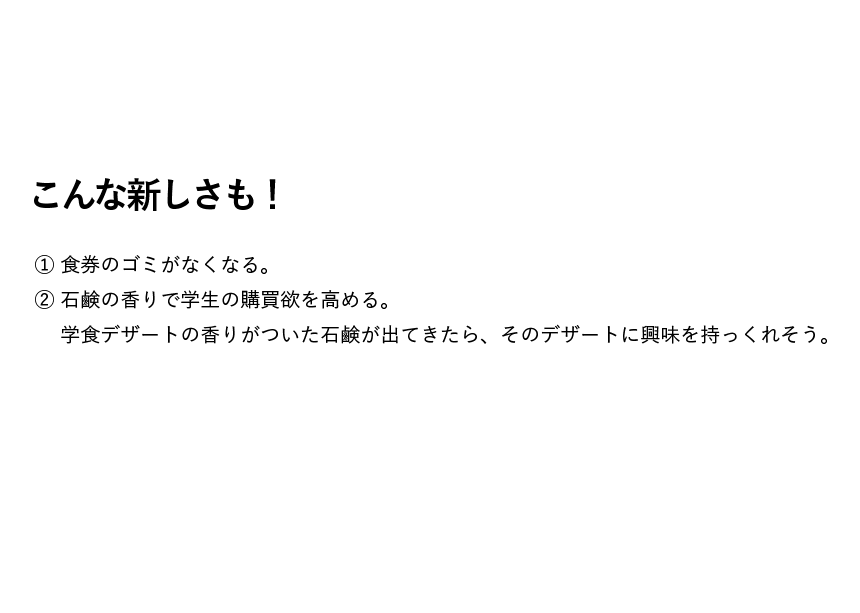 こんな新しさも！
① 食券のゴミがなくなる。
② 石鹸の香りで学生の購買欲を高める。
学食デザートの香りがついた石鹸が出てきたら、そのデザートに興味を持っくれそう。